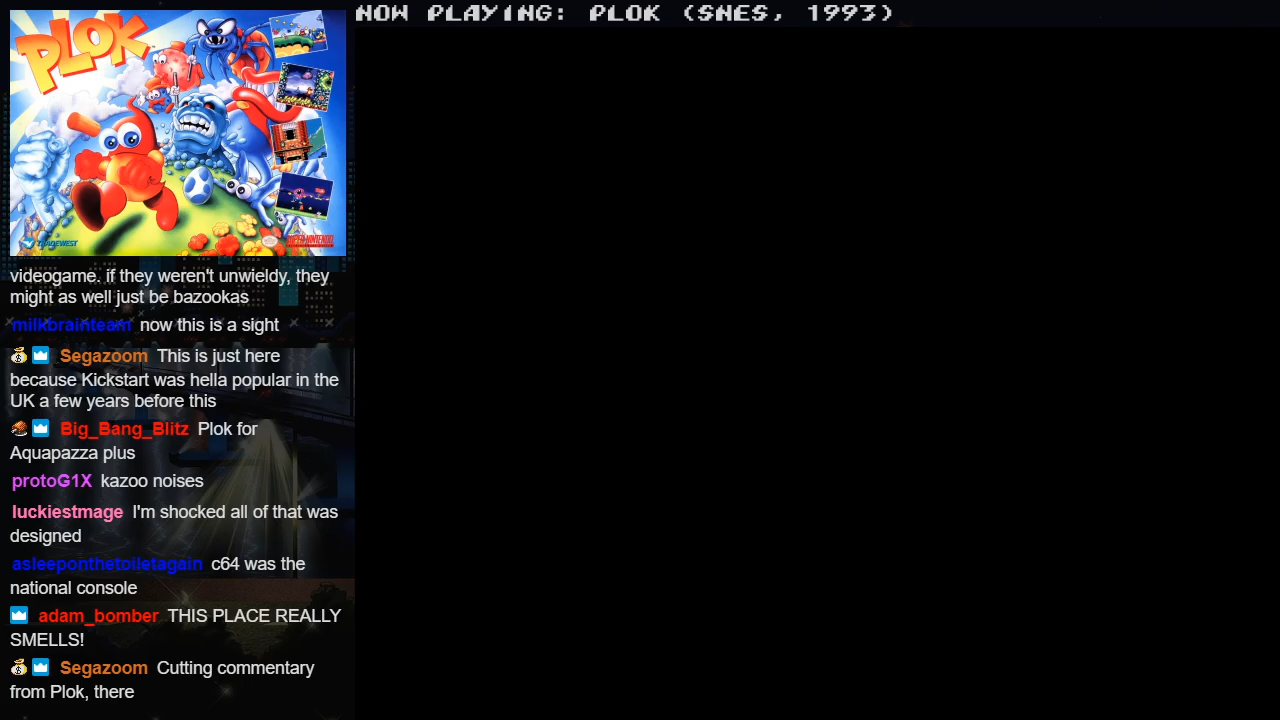 NOW PLAYING: PLOK (SNES, 1993)
PLOK
TRADEWEST
SUPER NINTENDO
videogame. if they weren't unwieldy, they
might as well just be bazookas
milkbrainteam now this is a sight
Segazoom This is just here
because Kickstart was hella popular in the
UK a few years before this
Big_Bang_Blitz Plok for
Aquapazza plus
protoG1X kazoo noises
luckiestmage I'm shocked all of that was
designed
asleeponthetoiletagain c64 was the
national console
adam_bomber THIS PLACE REALLY
SMELLS!
Segazoom Cutting commentary
from Plok, there